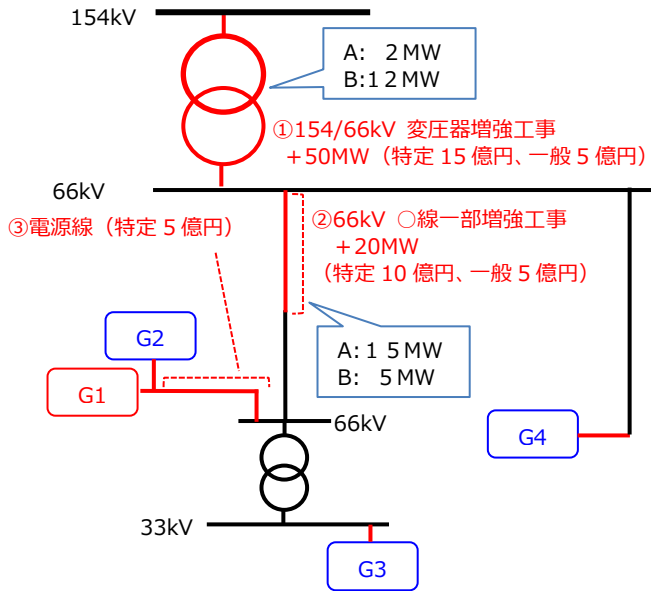 154kV
A: 2MW
B:12MW
①154/66kV 変圧器増強工事
+50MW（特定 15 億円、一般 5 億円）
66kV
③電源線（特定 5 億円）
②66kV ○線一部増強工事
+20MW
（特定 10 億円、一般 5 億円）
A:15MW
B: 5MW
G2
G1
66kV
G4
33kV
G3